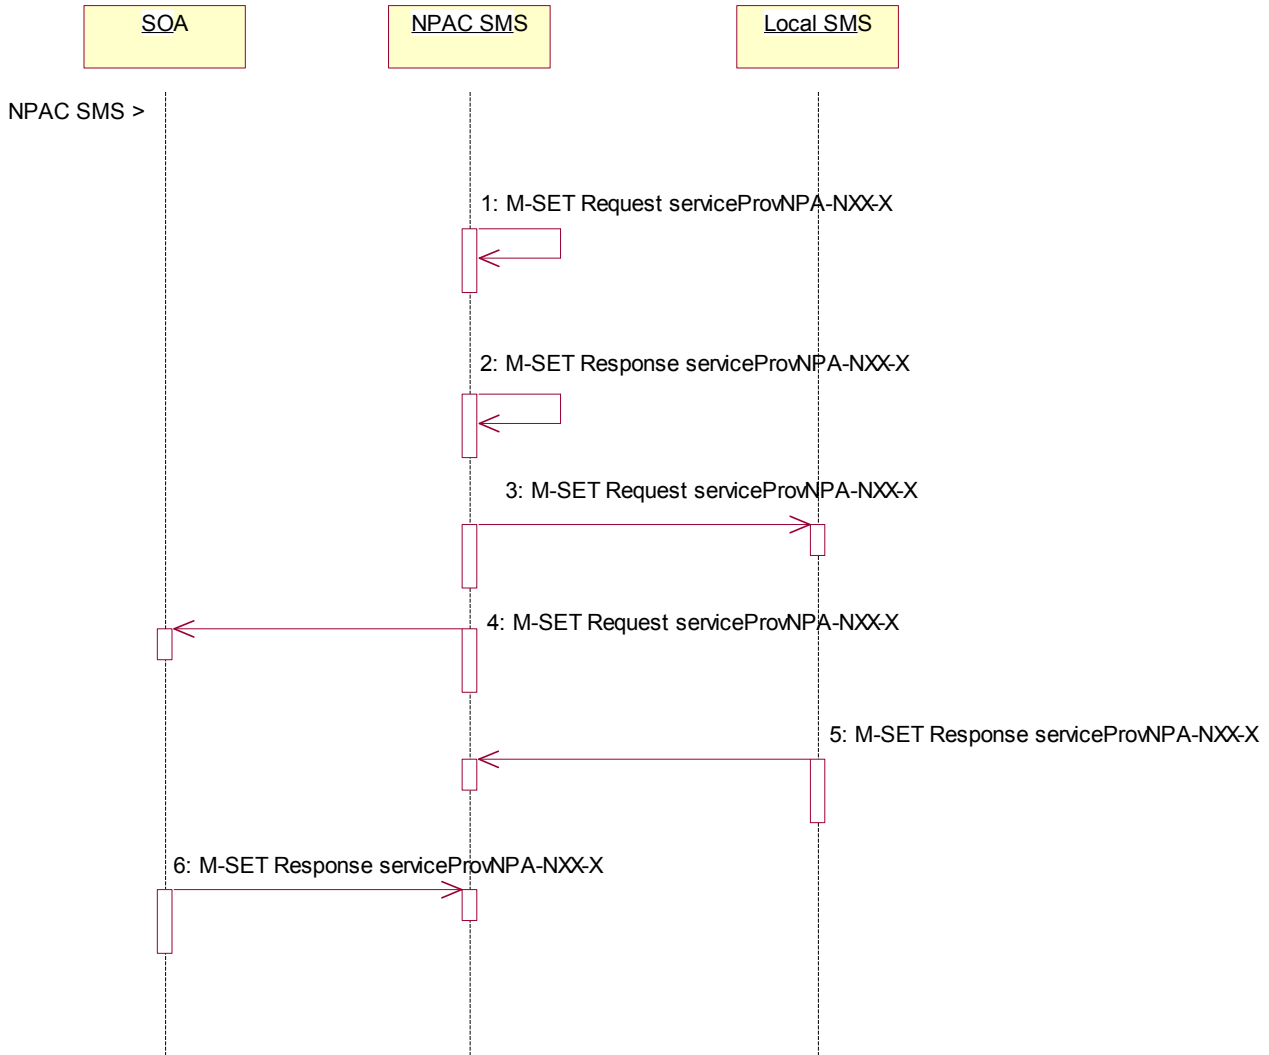 SOA
NPAC SMS
Local SMS
NPAC SMS >
1: M-SET Request serviceProvNPA-NXX-X
2: M-SET Response serviceProvNPA-NXX-X
3: M-SET Request serviceProvNPA-NXX-X
4: M-SET Request serviceProvNPA-NXX-X
5: M-SET Response serviceProvNPA-NXX-X
6: M-SET Response serviceProvNPA-NXX-X